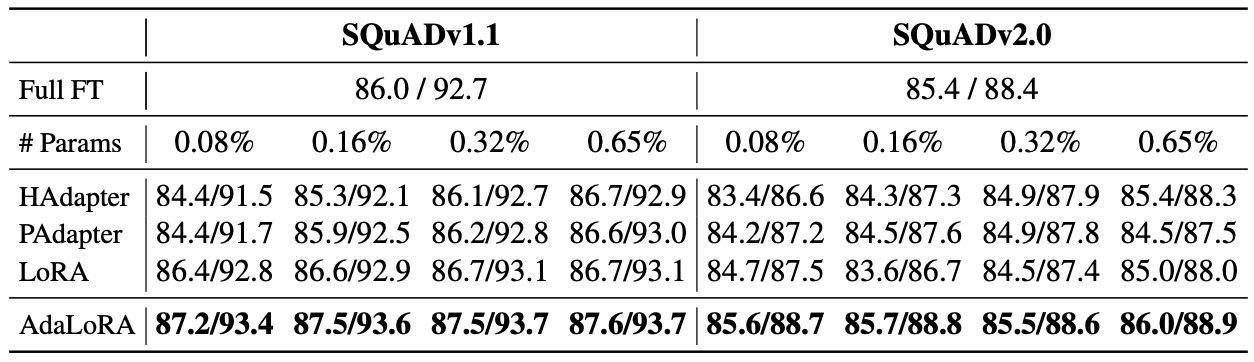 SQuADv1.1 SQuADv2.0
Full FT 86.0 / 92.7 85.4 / 88.4
# Params 0.08% 0.16% 0.32% 0.65% 0.08% 0.16% 0.32% 0.65%
HAdapter 84.4/91.5 85.3/92.1 86.1/92.7 86.7/92.9 83.4/86.6 84.3/87.3 84.9/87.9 85.4/88.3
PAdapter 84.4/91.7 85.9/92.5 86.2/92.8 86.6/93.0 84.2/87.2 84.5/87.6 84.9/87.8 84.5/87.5
LoRA 86.4/92.8 86.6/92.9 86.7/93.1 86.7/93.1 84.7/87.5 83.6/86.7 84.5/87.4 85.0/88.0
AdaLoRA 87.2/93.4 87.5/93.6 87.5/93.7 87.6/93.7 85.6/88.7 85.7/88.8 85.5/88.6 86.0/88.9